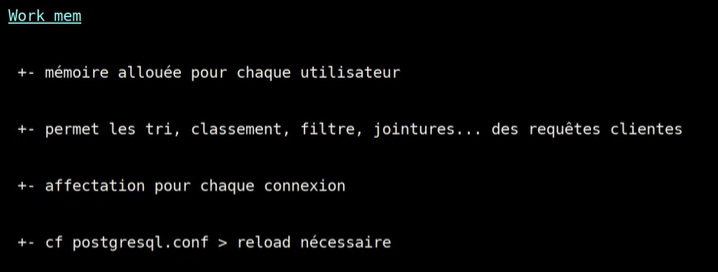 Work mem
+- mémoire allouée pour chaque utilisateur
+- permet les tri, classement, filtre, jointures... des requêtes clientes
+- affectation pour chaque connexion
+- cf postgresql.conf > reload nécessaire